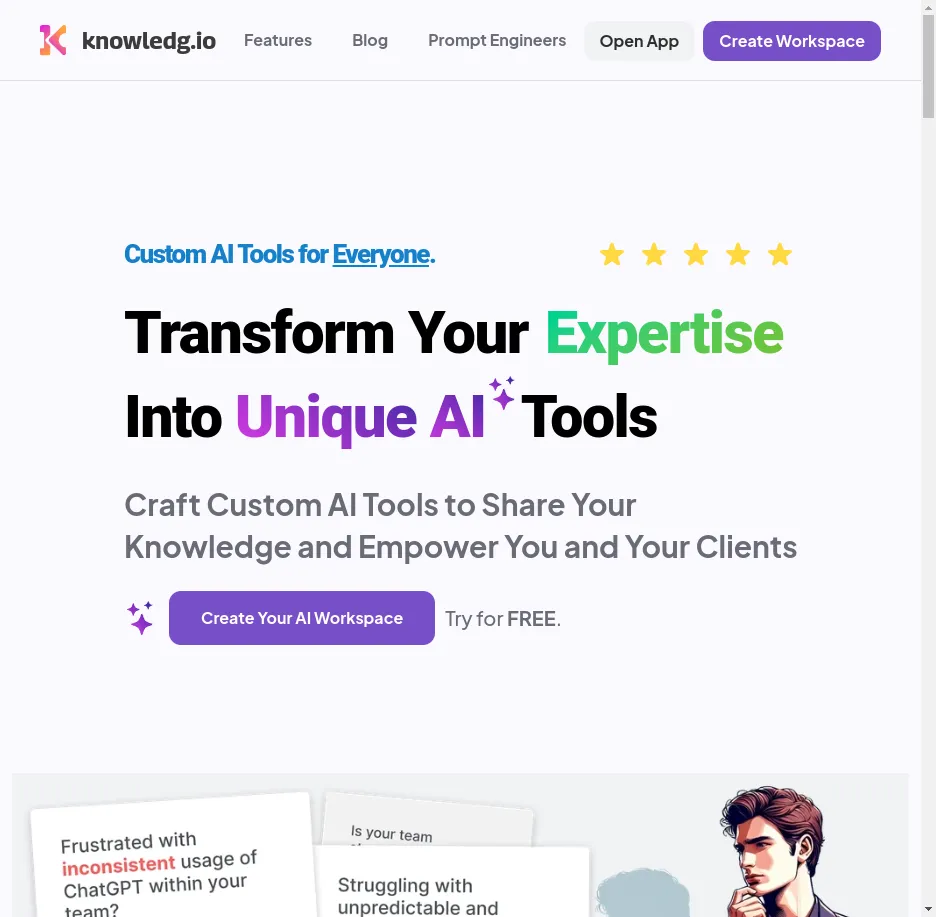 knowledg.io
Features
Blog
Prompt Engineers
Open App
Create Workspace
Custom AI Tools for Everyone.
Transform Your Expertise
Into Unique AI Tools
Craft Custom AI Tools to Share Your
Knowledge and Empower You and Your Clients
Create Your AI Workspace
Try for FREE.
Frustrated with
inconsistent usage of
ChatGPT within your
team?
Is your team
Struggling with
unpredictable and